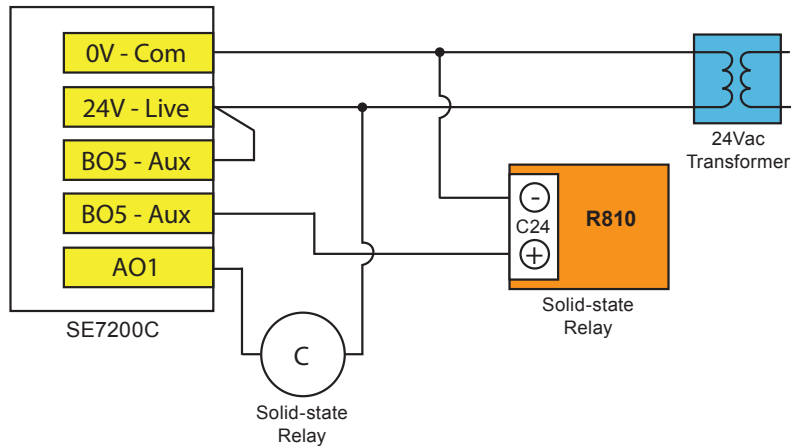 0V - Com
24V - Live
BO5 - Aux
BO5 - Aux
AO1
SE7200C
24Vac
Transformer
-
C24
+
R810
Solid-state
Relay
C
Solid-state
Relay